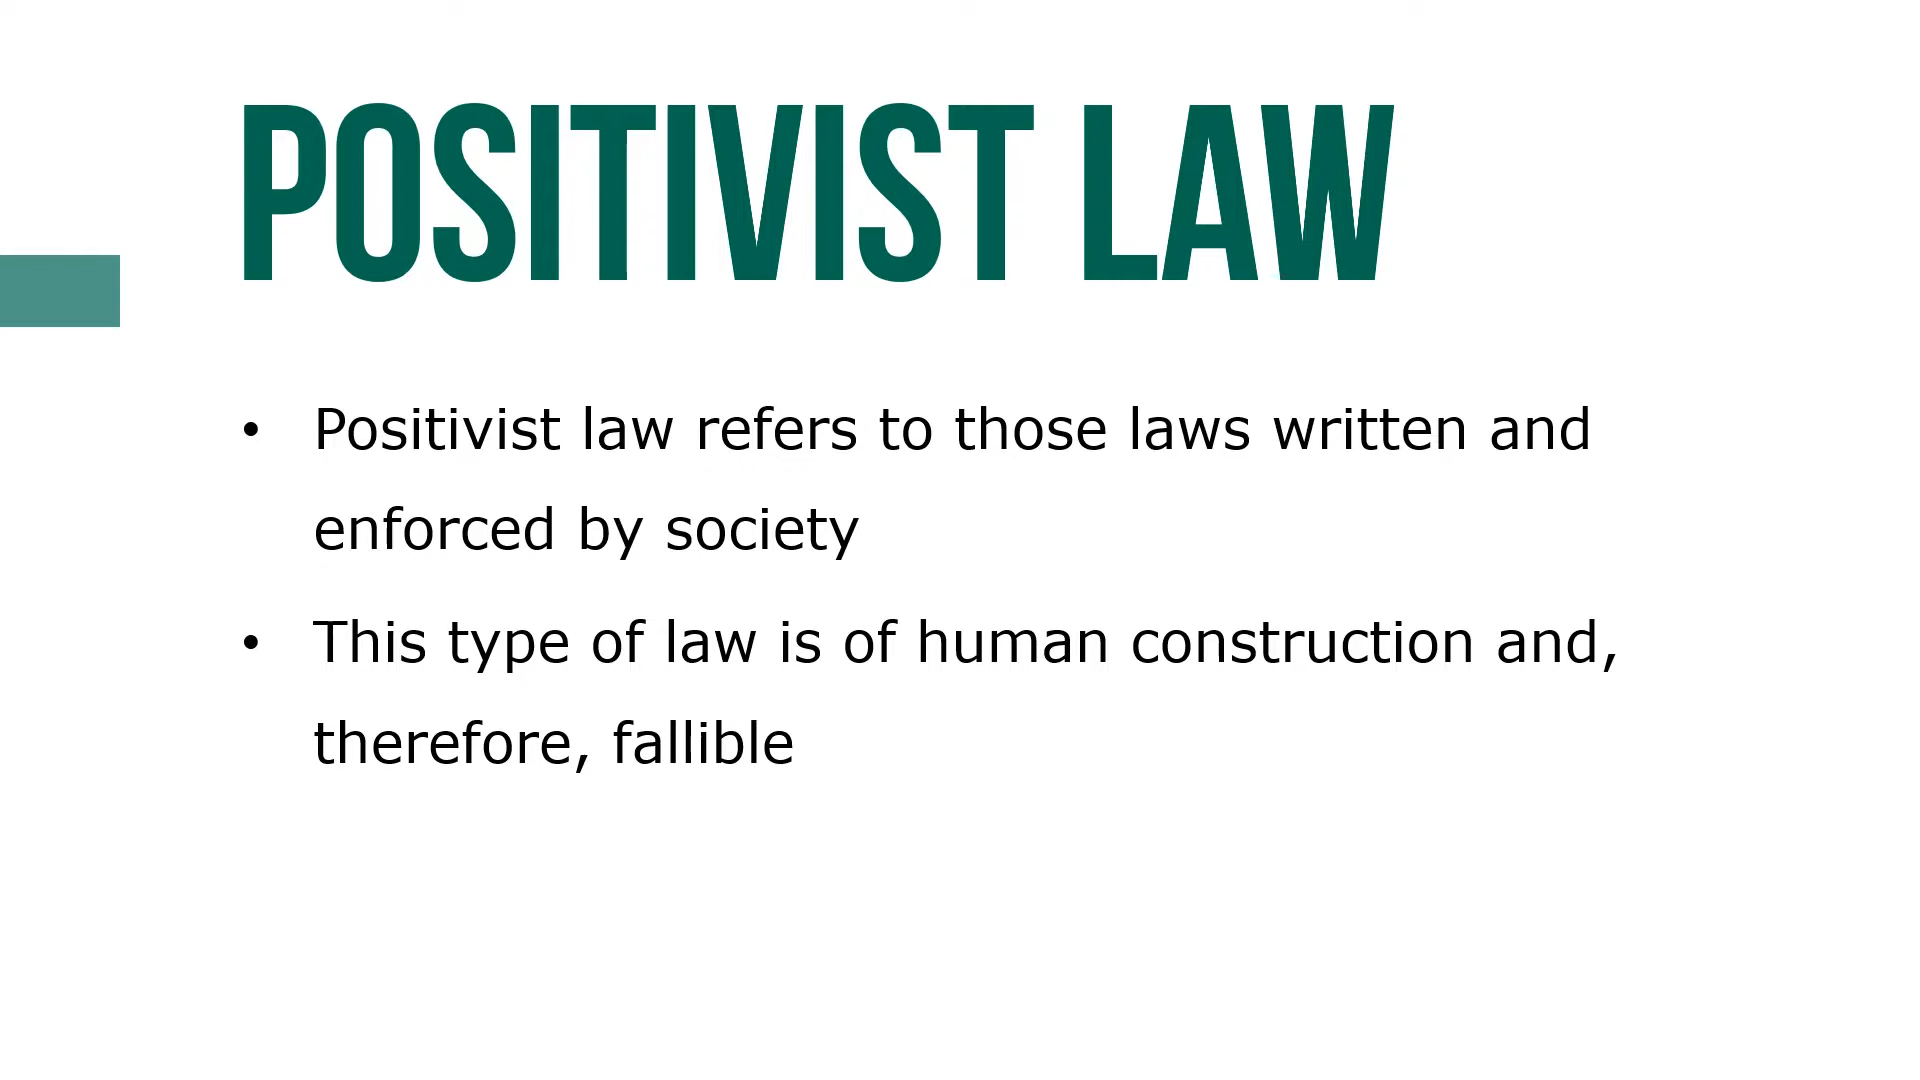 POSITIVIST LAW
• Positivist law refers to those laws written and
enforced by society
• This type of law is of human construction and,
therefore, fallible